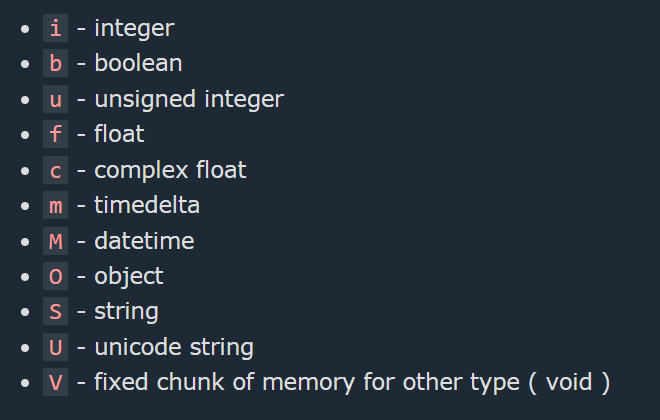 i - integer
b - boolean
u - unsigned integer
f - float
c - complex float
m - timedelta
M - datetime
O - object
S - string
U - unicode string
V - fixed chunk of memory for other type ( void )